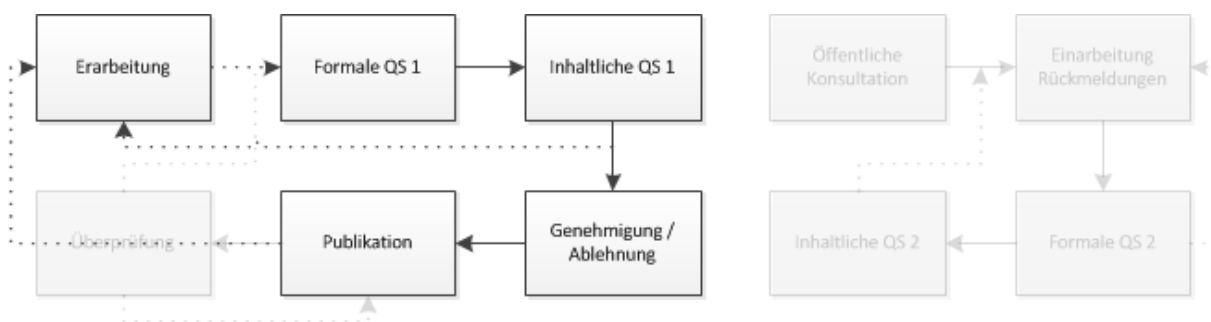 Erarbeitung
Formale QS 1
Inhaltliche QS 1
Öffentliche
Konsultation
Einarbeitung
Rückmeldungen
Überprüfung
Publikation
Genehmigung /
Ablehnung
Inhaltliche QS 2
Formale QS 2